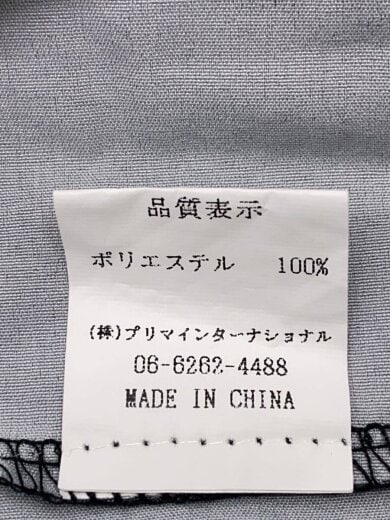 品質表示
ポリエステル 100%
(株)プリマインターナショナル
06-6262-4488
MADE IN CHINA